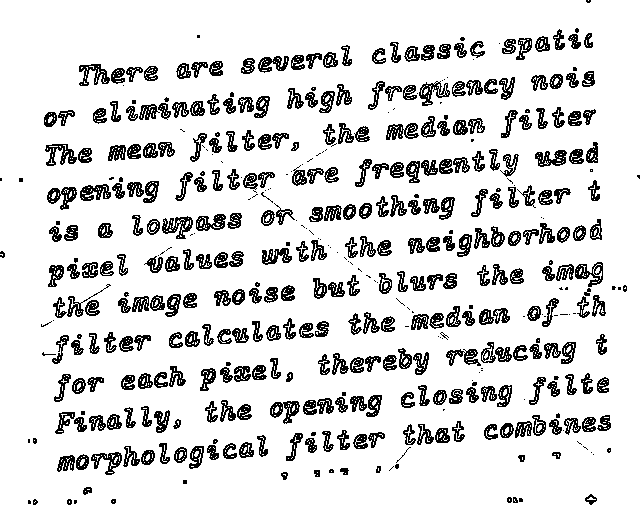 There are several classic spatic
or eliminating high frequency nois
The mean filter, the median filter
opening filter are frequently used
is a lowpass or smoothing filter t
pixel values with the neighborhood
the image noise but blurs the imag
filter calculates the median of th
for each pixel, thereby reducing t
Finally, the opening closing filte
morphological filter that combines